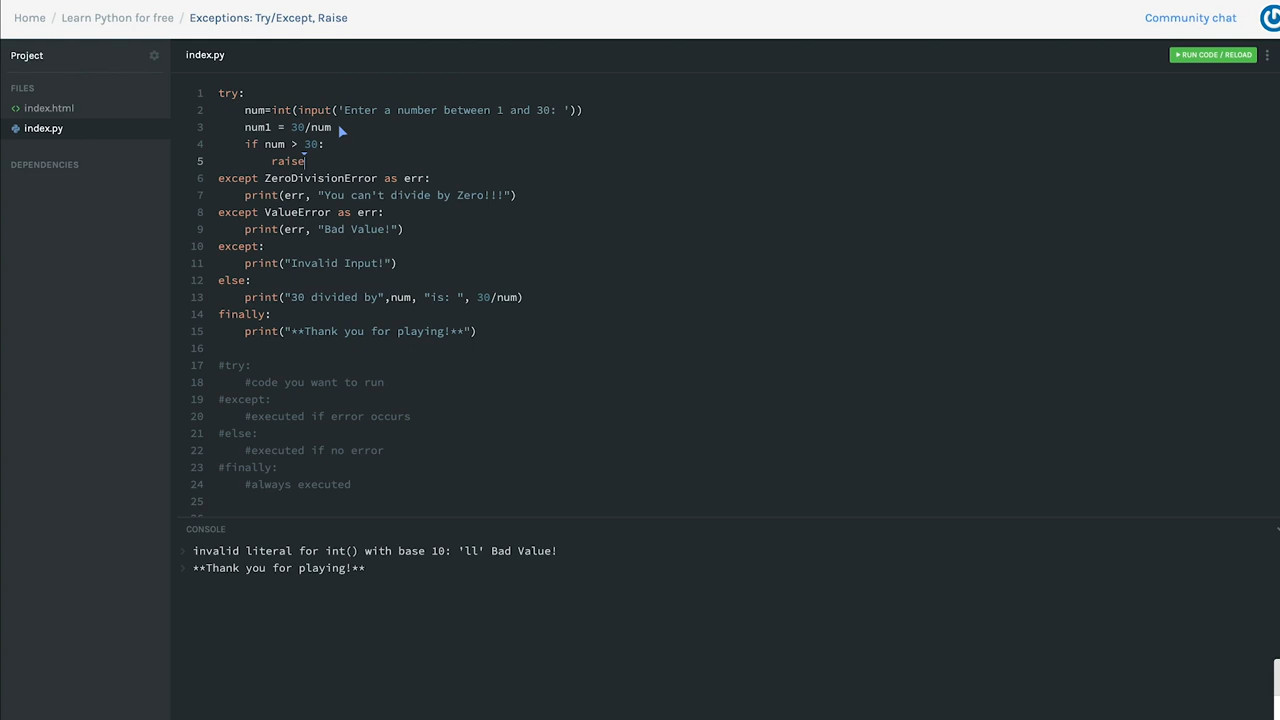 Home / Learn Python for free / Exceptions: Try/Except, Raise
Community chat
Project
index.py
RUN CODE / RELOAD
FILES
<> index.html
index.py
DEPENDENCIES
1 try:
2     num=int(input('Enter a number between 1 and 30: '))
3     num1 = 30/num
4     if num > 30:
5         raise
6 except ZeroDivisionError as err:
7     print(err, "You can't divide by Zero!!!")
8 except ValueError as err:
9     print(err, "Bad Value!")
10 except:
11     print("Invalid Input!")
12 else:
13     print("30 divided by",num, "is: ", 30/num)
14 finally:
15     print("**Thank you for playing!**")
16
17 #try:
18     #code you want to run
19 #except:
20     #executed if error occurs
21 #else:
22     #executed if no error
23 #finally:
24     #always executed
25
CONSOLE
invalid literal for int() with base 10: 'll' Bad Value!
**Thank you for playing!**